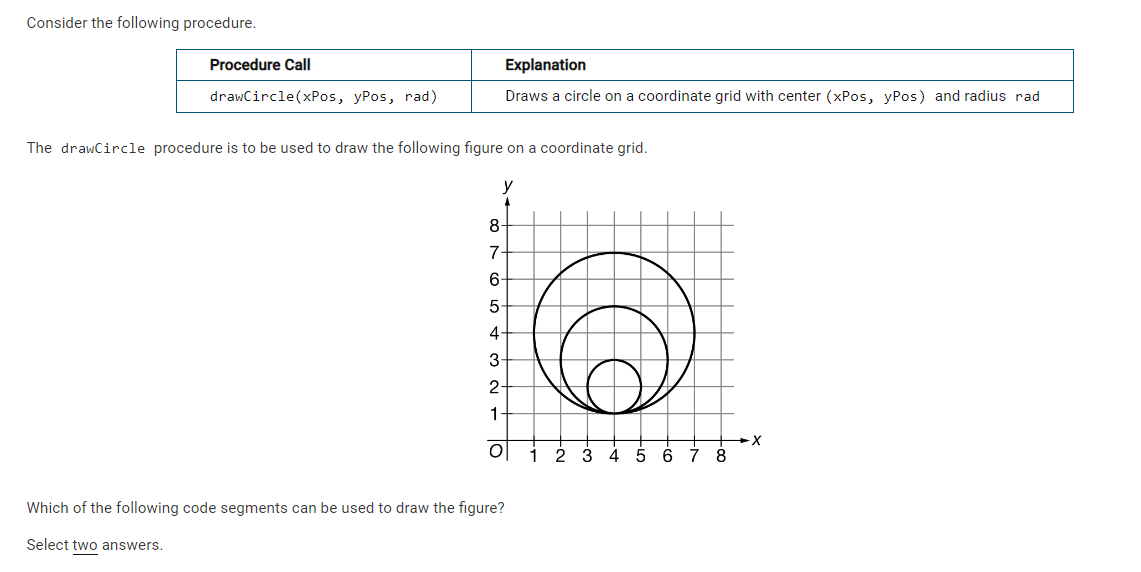 Consider the following procedure.
Procedure Call Explanation
drawCircle(xPos, yPos, rad) Draws a circle on a coordinate grid with center (xPos, yPos) and radius rad
The drawCircle procedure is to be used to draw the following figure on a coordinate grid.
y
8
7
6
5
4
3
2
1
x
O 1 2 3 4 5 6 7 8
Which of the following code segments can be used to draw the figure?
Select two answers.